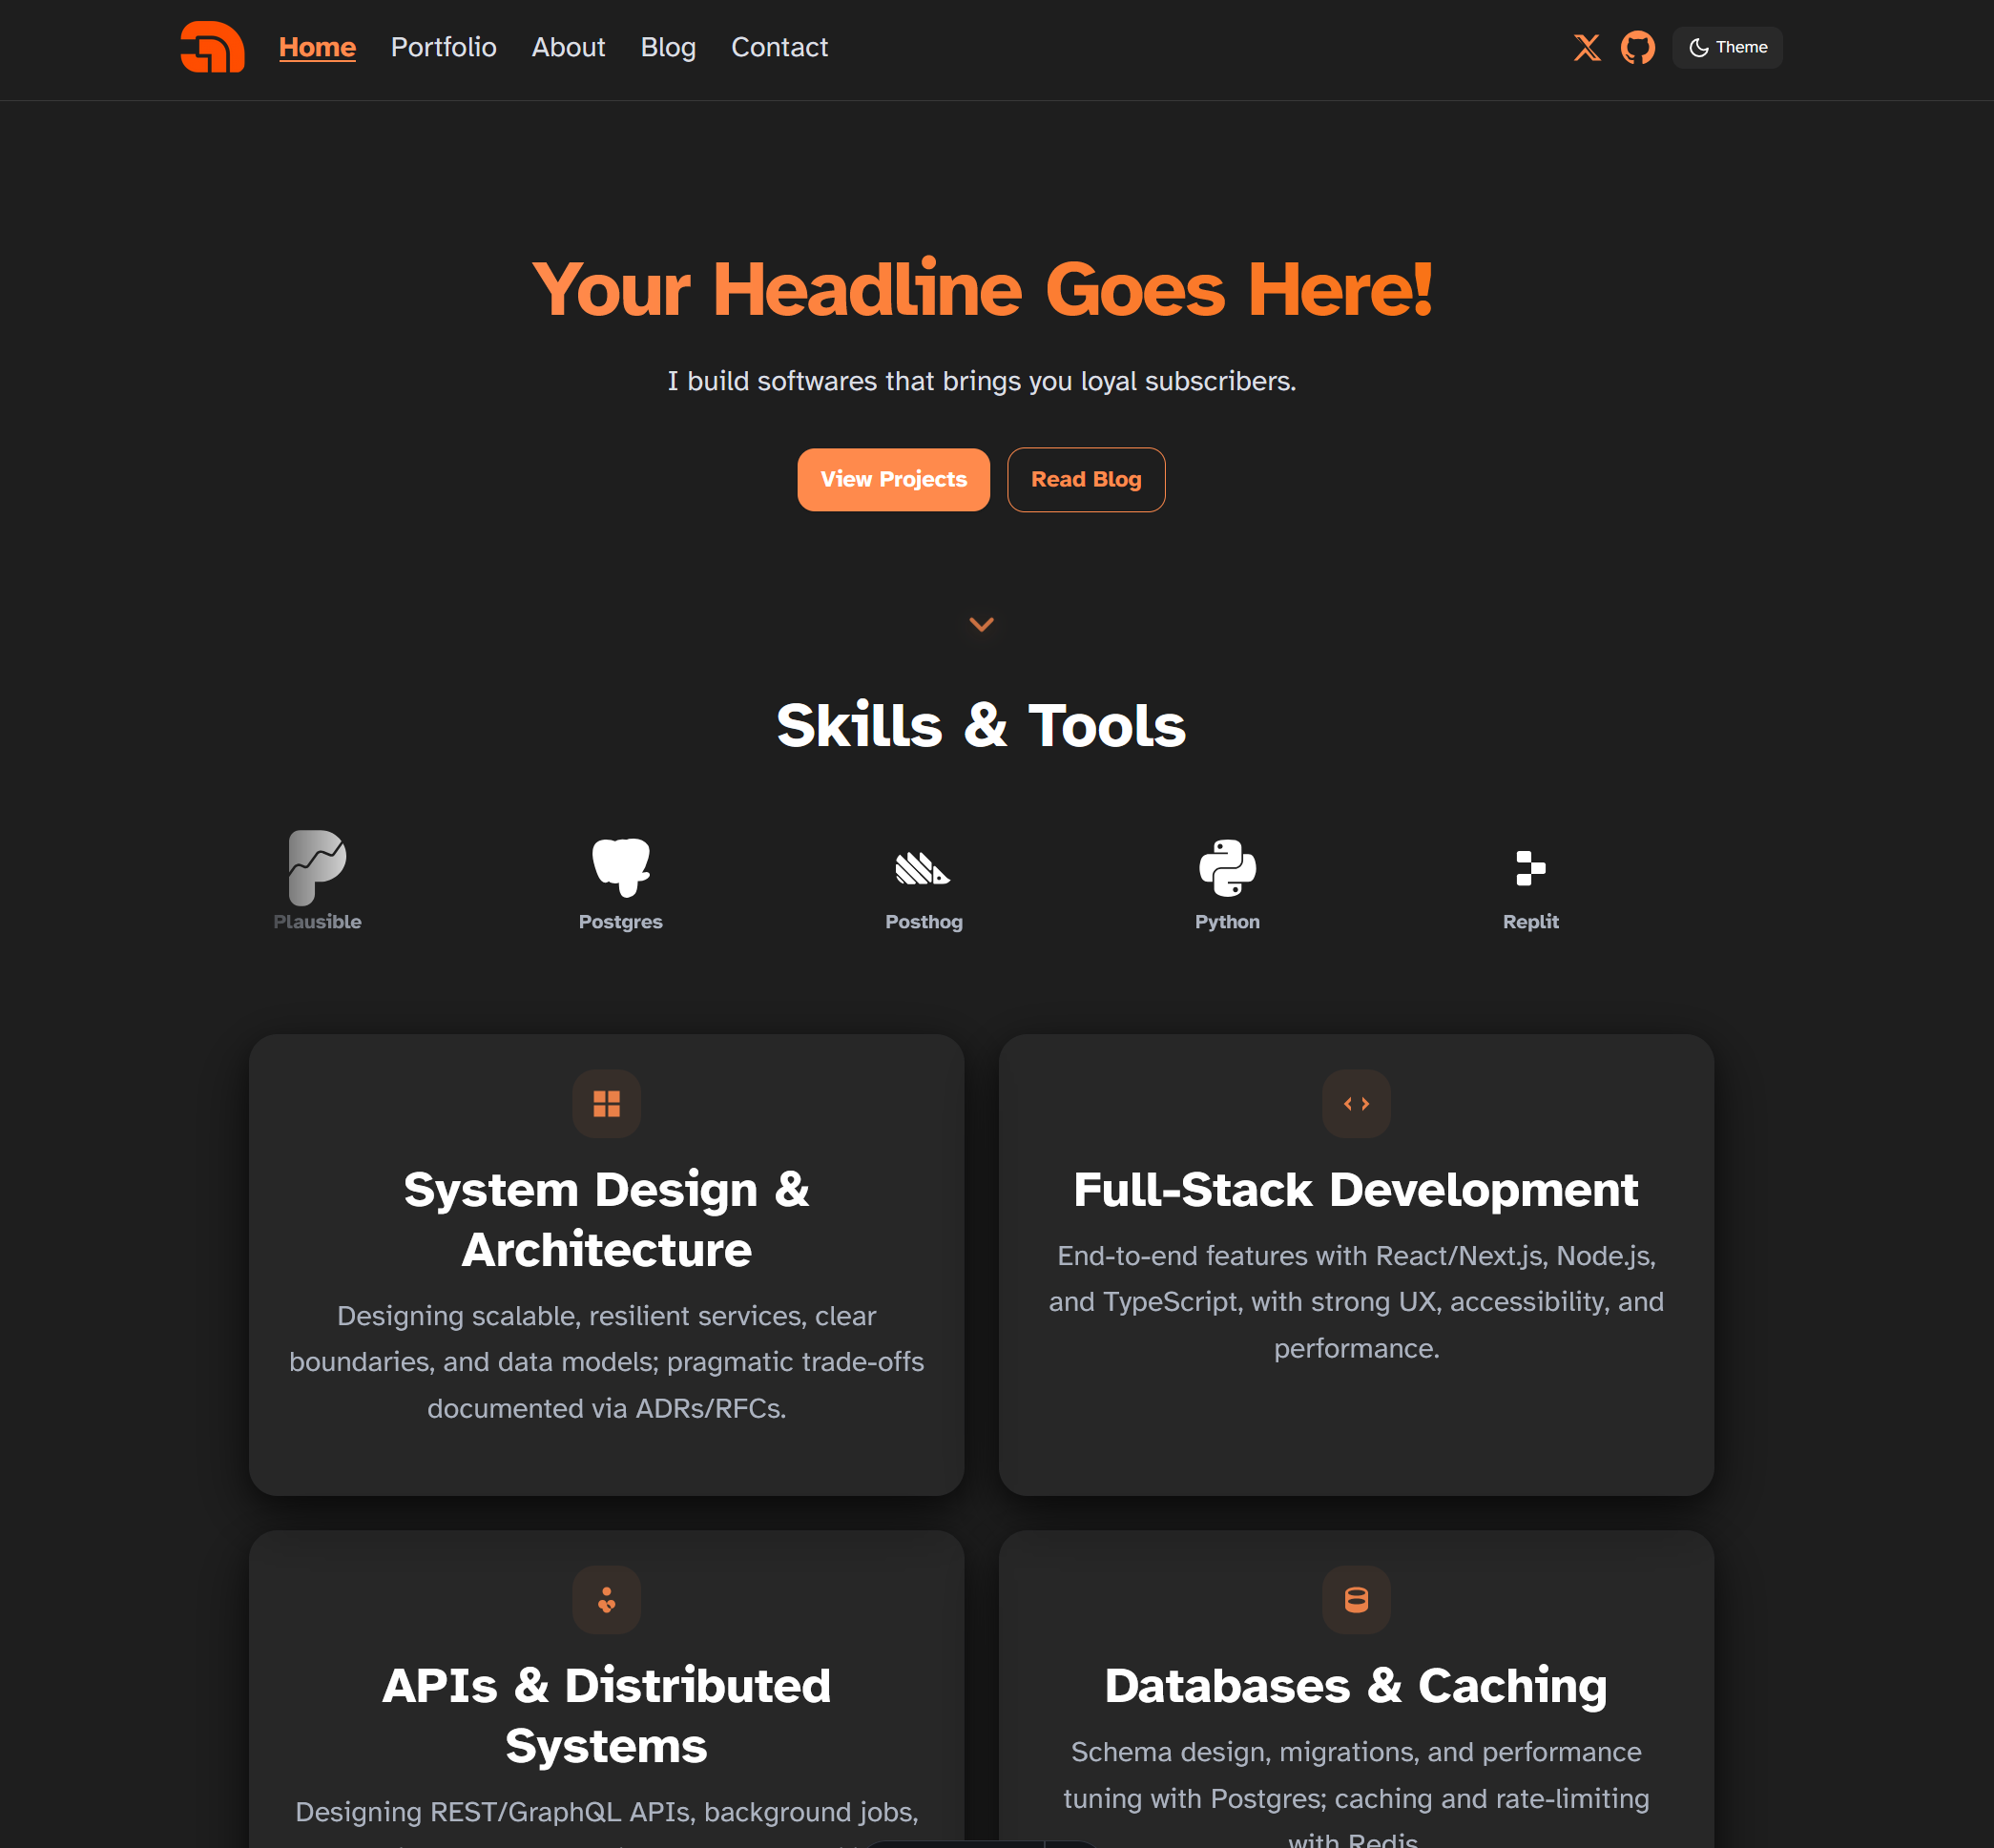 Home Portfolio About Blog Contact Theme
Your Headline Goes Here!
I build softwares that brings you loyal subscribers.
View Projects Read Blog
Skills & Tools
Plausible Postgres Posthog Python Replit
System Design &
Architecture
Designing scalable, resilient services, clear
boundaries, and data models; pragmatic trade-offs
documented via ADRs/RFCs.
Full-Stack Development
End-to-end features with React/Next.js, Node.js,
and TypeScript, with strong UX, accessibility, and
performance.
APIs & Distributed
Systems
Designing REST/GraphQL APIs, background jobs,
Databases & Caching
Schema design, migrations, and performance
tuning with Postgres; caching and rate-limiting
with Redis